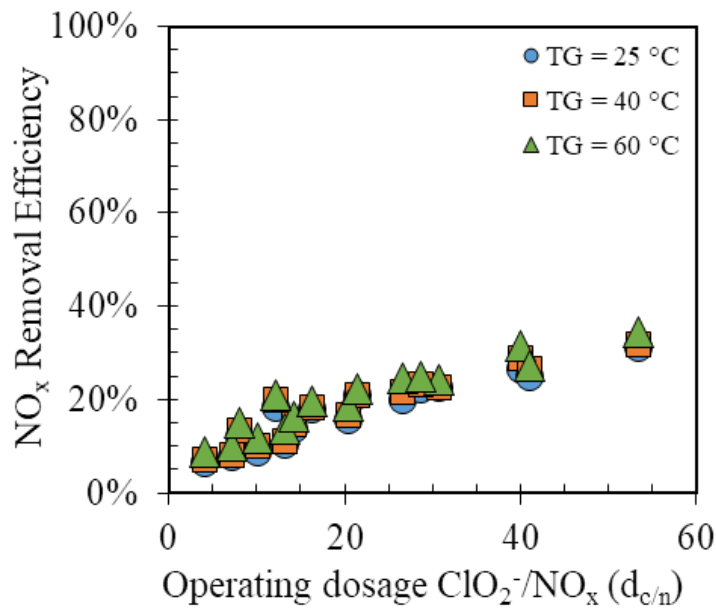 100%
80%
60%
40%
20%
0%
NOₓ Removal Efficiency
TG = 25 °C
TG = 40 °C
TG = 60 °C
0 20 40 60
Operating dosage ClO₂⁻/NOₓ (d_c/n)